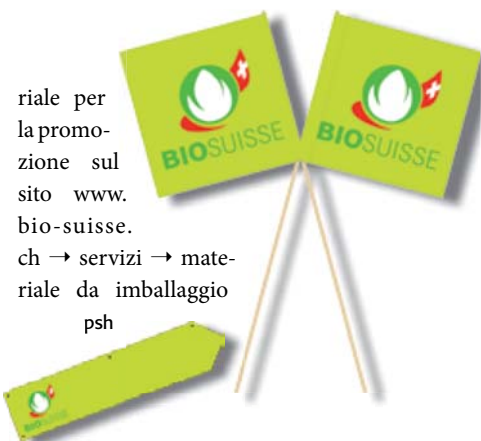 riale per
la promo-
zione sul
sito www.
bio-suisse.
ch → servizi → mate-
riale da imballaggio
psh
BIOSUISSE
BIOSUISSE
BIOSUISSE